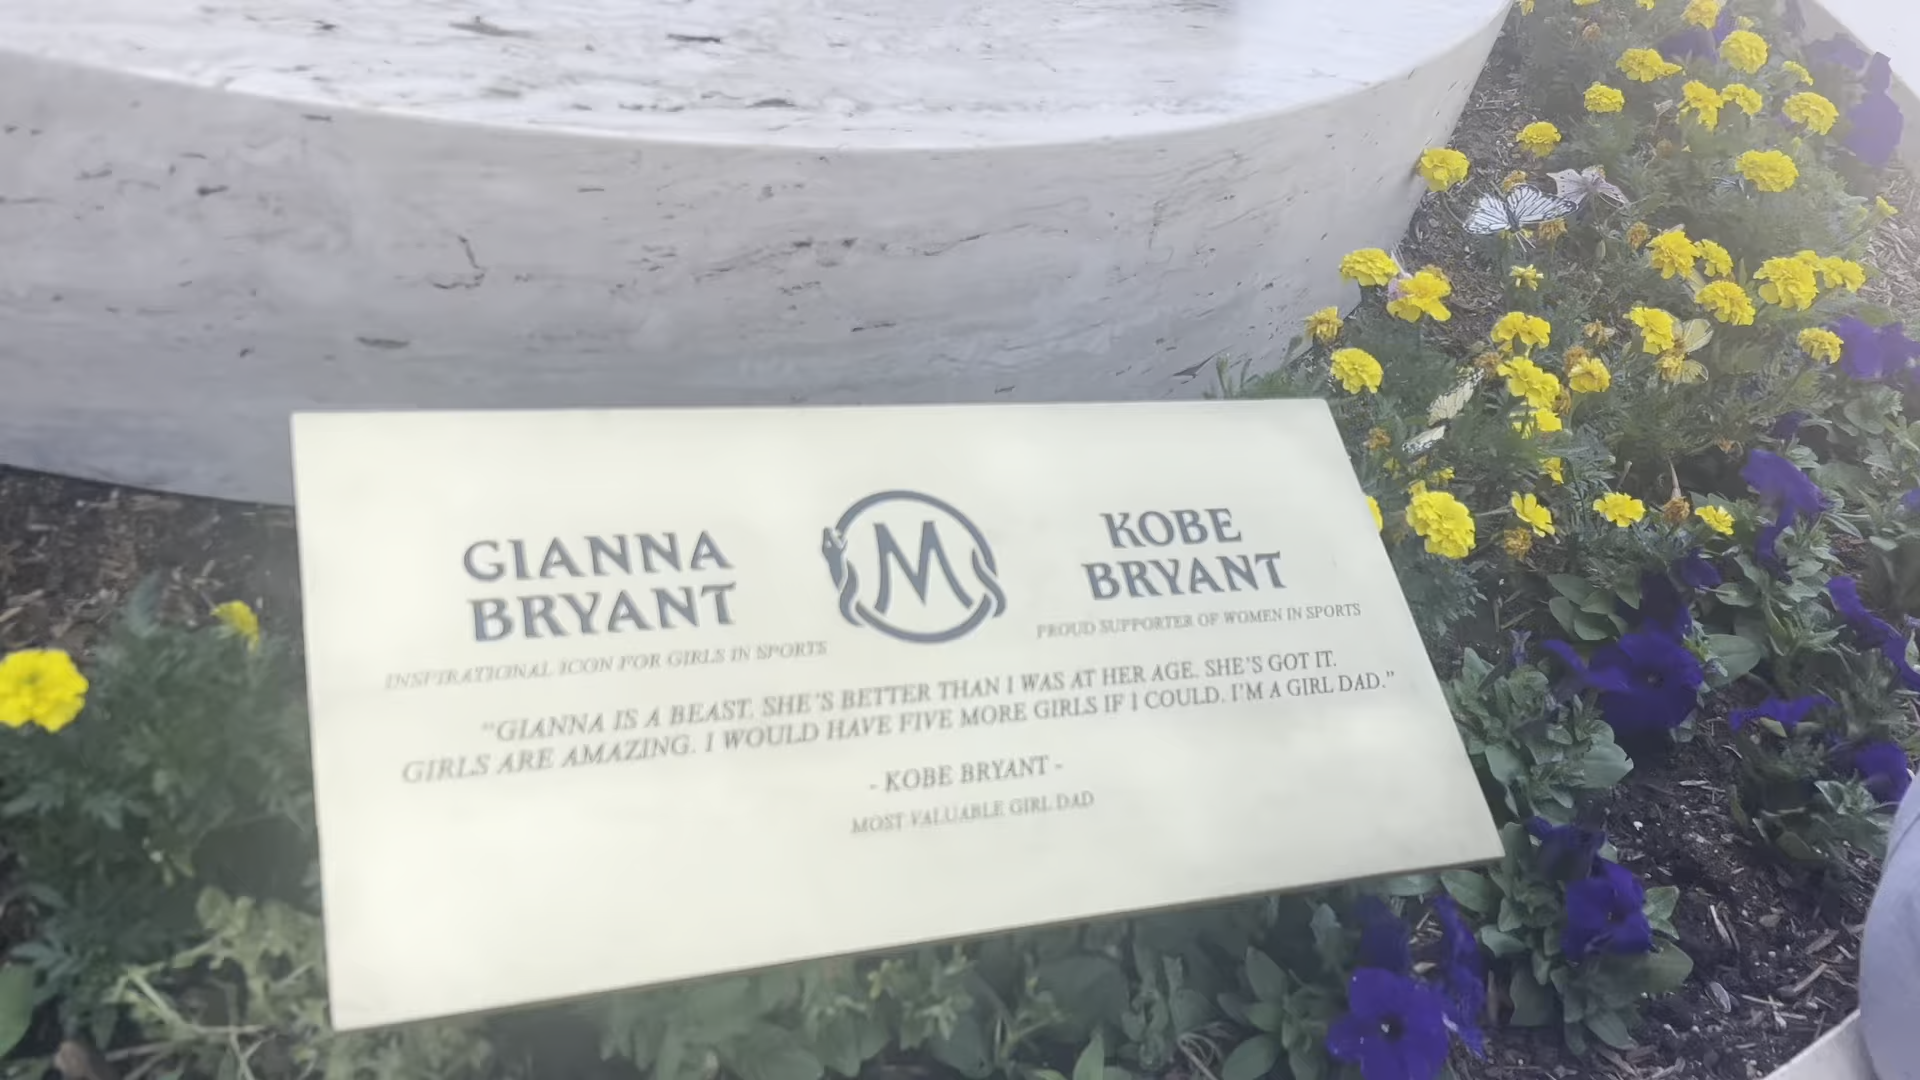 GIANNA
BRYANT
INSPIRATIONAL ICON FOR GIRLS IN SPORTS
M
KOBE
BRYANT
PROUD SUPPORTER OF WOMEN IN SPORTS
"GIANNA IS A BEAST. SHE'S BETTER THAN I WAS AT HER AGE. SHE'S GOT IT.
GIRLS ARE AMAZING. I WOULD HAVE FIVE MORE GIRLS IF I COULD. I'M A GIRL DAD."
- KOBE BRYANT -
MOST VALUABLE GIRL DAD